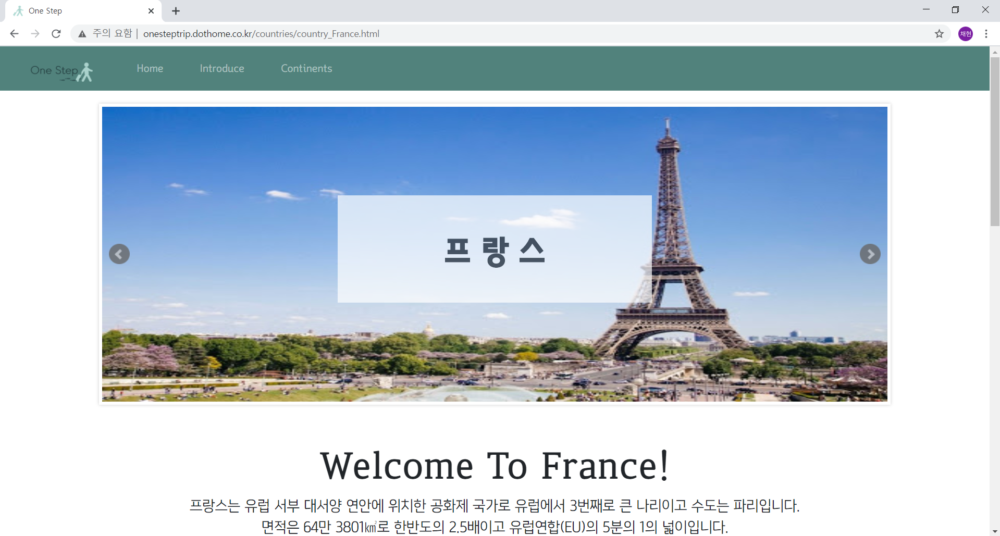 One Step
주의 요함 | onesteptrip.dothome.co.kr/countries/country_France.html
채현
One Step
Home
Introduce
Continents
프 랑 스
Welcome To France!
프랑스는 유럽 서부 대서양 연안에 위치한 공화제 국가로 유럽에서 3번째로 큰 나리이고 수도는 파리입니다.
면적은 64만 3801㎢로 한반도의 2.5배이고 유럽연합(EU)의 5분의 1의 넓이입니다.